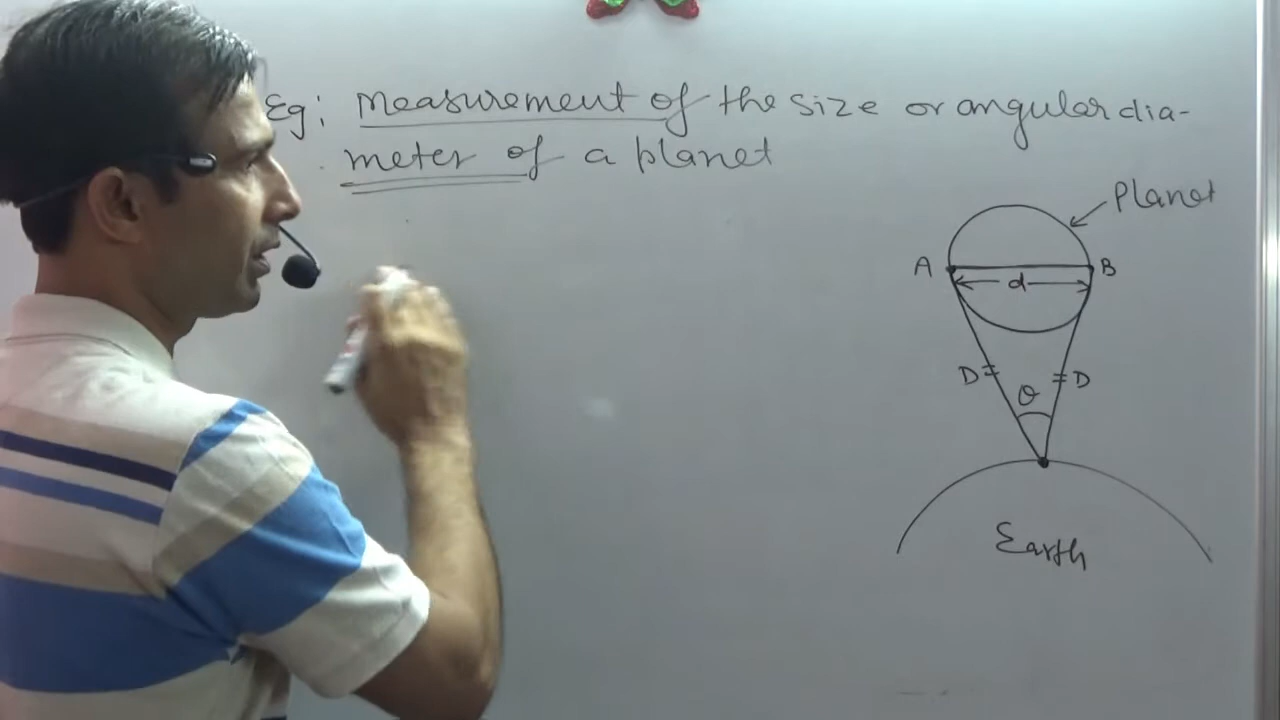 Eg: Measurement of the size or angular dia-
meter of a planet
Planet
A B
d
D D
θ
Earth